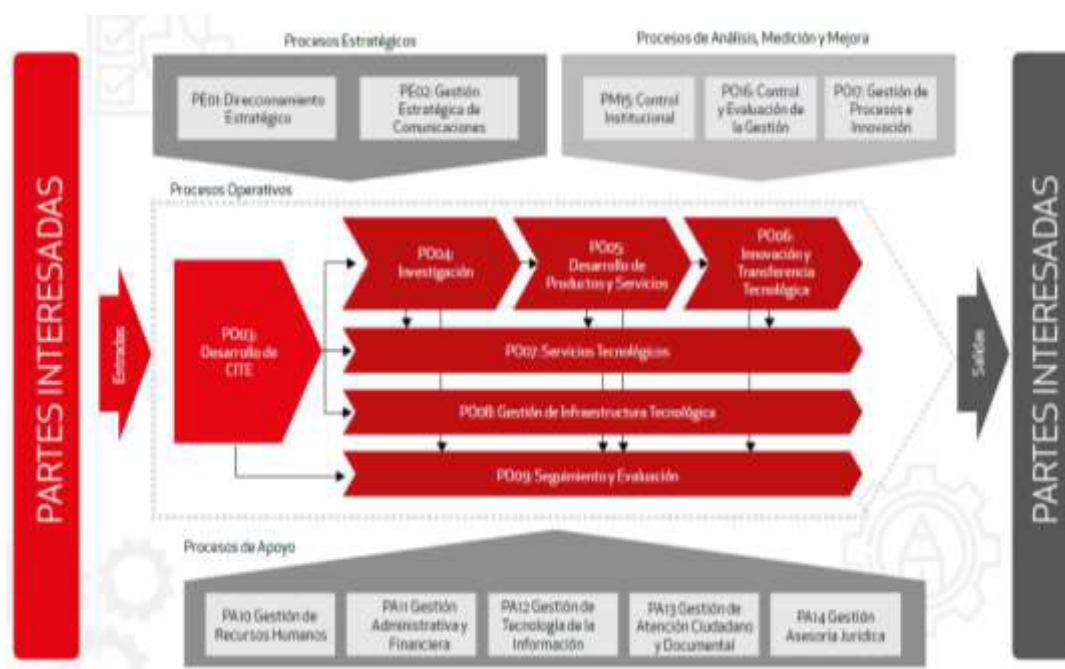 Procesos Estratégicos
Procesos de Análisis, Medición y Mejora
PE01: Direccionamiento
Estratégico
PE02: Gestión
Estratégica de
Comunicaciones
PM15: Control
Institucional
PO16: Control
y Evaluación de
la Gestión
PO17: Gestión de
Procesos e
Innovación
PARTES INTERESADAS
Entradas
Procesos Operativos
PO03:
Desarrollo de
CITE
PO04:
Investigación
PO05
Desarrollo de
Productos y Servicios
PO06:
Innovación y
Transferencia
Tecnológica
PO07: Servicios Tecnológicos
PO08: Gestión de Infraestructura Tecnológica
PO09: Seguimiento y Evaluación
Salidas
PARTES INTERESADAS
Procesos de Apoyo
PA10 Gestión de
Recursos Humanos
PA11 Gestión
Administrativa y
Financiera
PA12 Gestión de
Tecnología de la
Información
PA13 Gestión de
Atención Ciudadano
y Documental
PA14 Gestión
Asesoría Jurídica